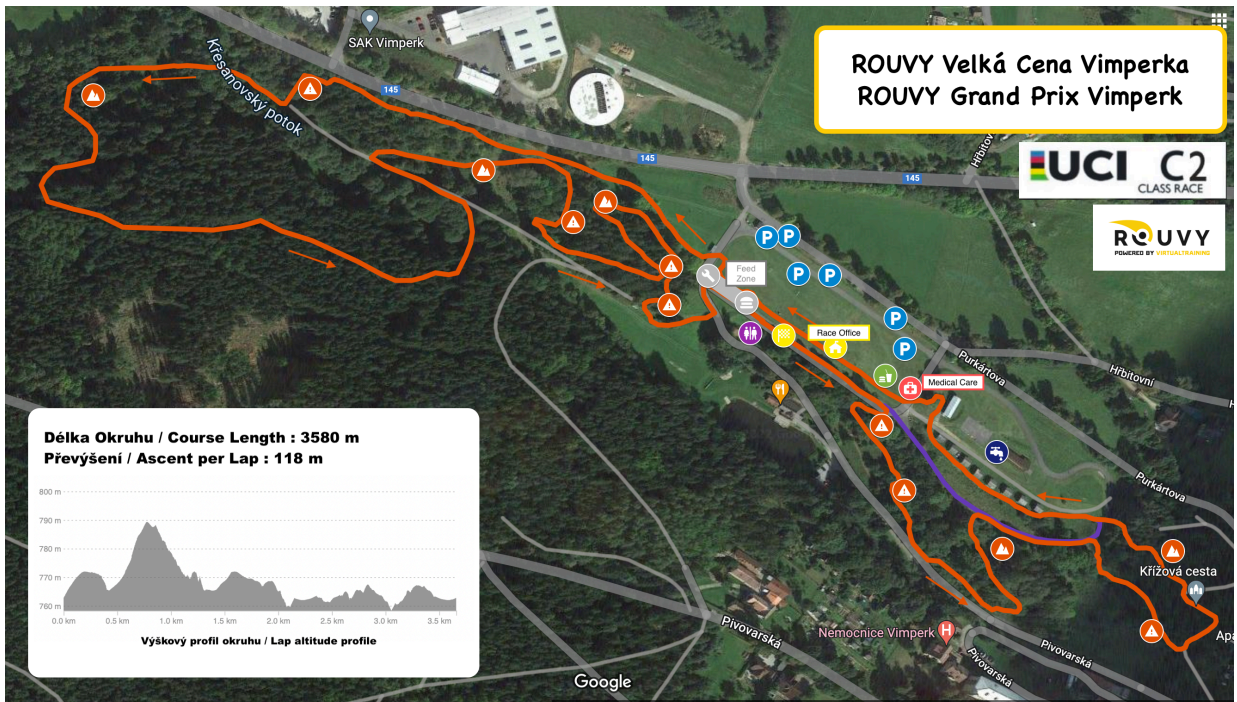 ROUVY Velká Cena Vimperka
ROUVY Grand Prix Vimperk
UCI C2
CLASS RACE
ROUVY
POWERED BY VIRTUALTRAINING
SAK Vimperk
Křesanovský potok
145
145
145
Hřbitov
P P
P P
P
P
Feed
Zone
Race Office
Medical Care
Purkártova
Hřbitovní
H
Purkártova
Křížová cesta
Apa
Nemocnice Vimperk
H
Pivovarská
Pivovarská
Pivovarská
Google
Délka Okruhu / Course Length : 3580 m
Převýšení / Ascent per Lap : 118 m
800 m
790 m
780 m
770 m
760 m
0.0 km 0.5 km 1.0 km 1.5 km 2.0 km 2.5 km 3.0 km 3.5 km
Výškový profil okruhu / Lap altitude profile